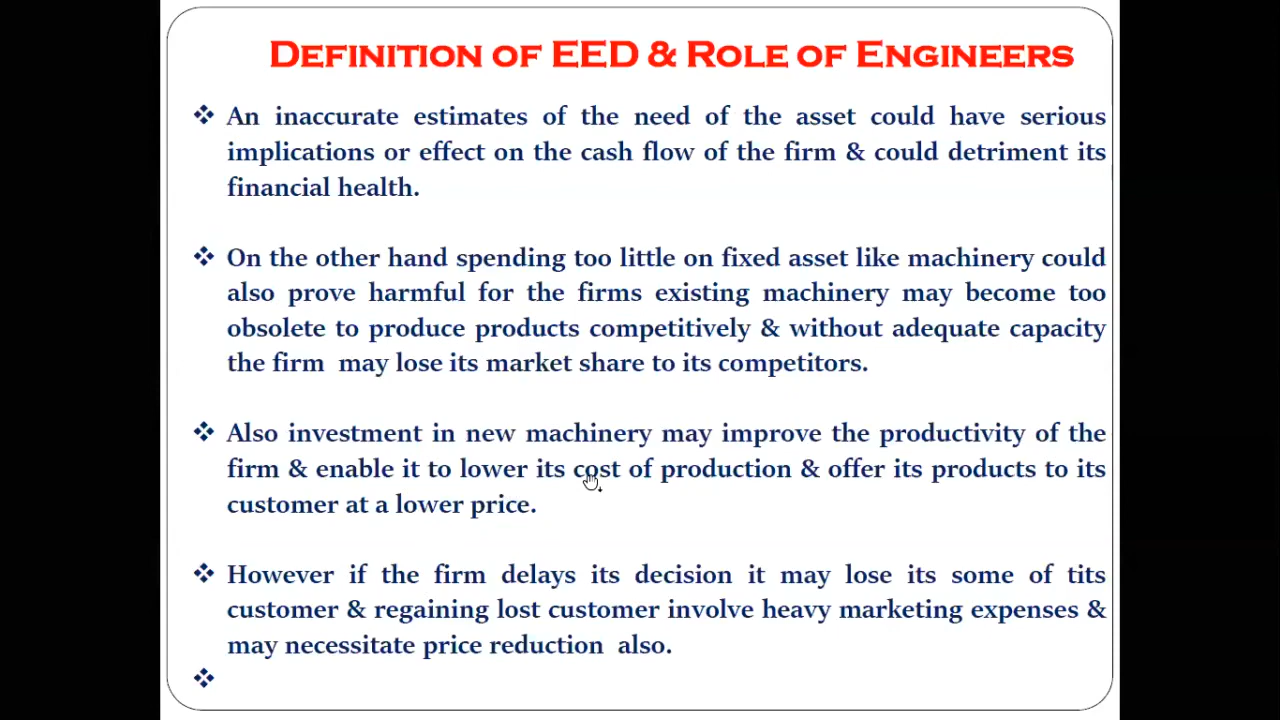 Definition of EED & Role of Engineers
An inaccurate estimates of the need of the asset could have serious
implications or effect on the cash flow of the firm & could detriment its
financial health.
On the other hand spending too little on fixed asset like machinery could
also prove harmful for the firms existing machinery may become too
obsolete to produce products competitively & without adequate capacity
the firm may lose its market share to its competitors.
Also investment in new machinery may improve the productivity of the
firm & enable it to lower its cost of production & offer its products to its
customer at a lower price.
However if the firm delays its decision it may lose its some of tits
customer & regaining lost customer involve heavy marketing expenses &
may necessitate price reduction also.